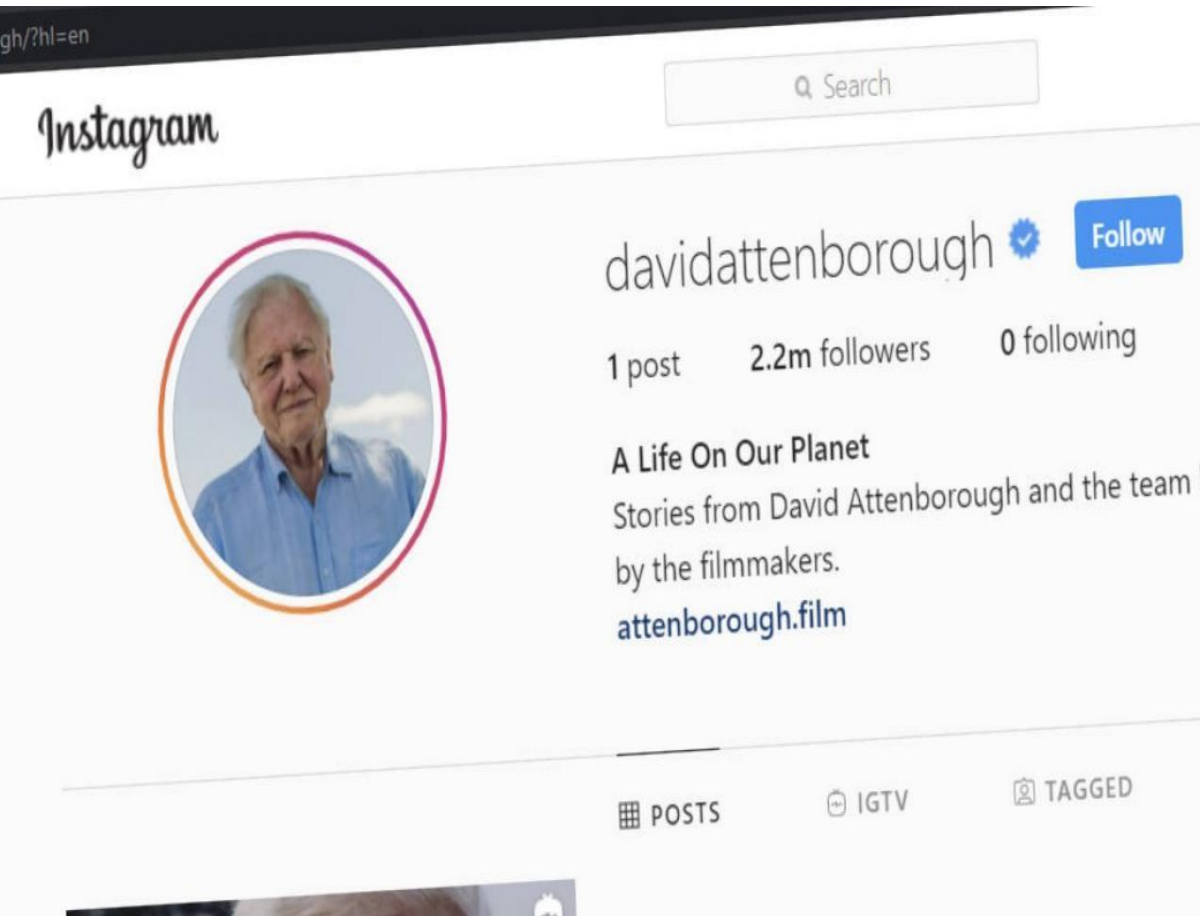 gh/?hl=en
Instagram
Search
davidattenborough
Follow
1 post 2.2m followers 0 following
A Life On Our Planet
Stories from David Attenborough and the team
by the filmmakers.
attenborough.film
POSTS IGTV TAGGED